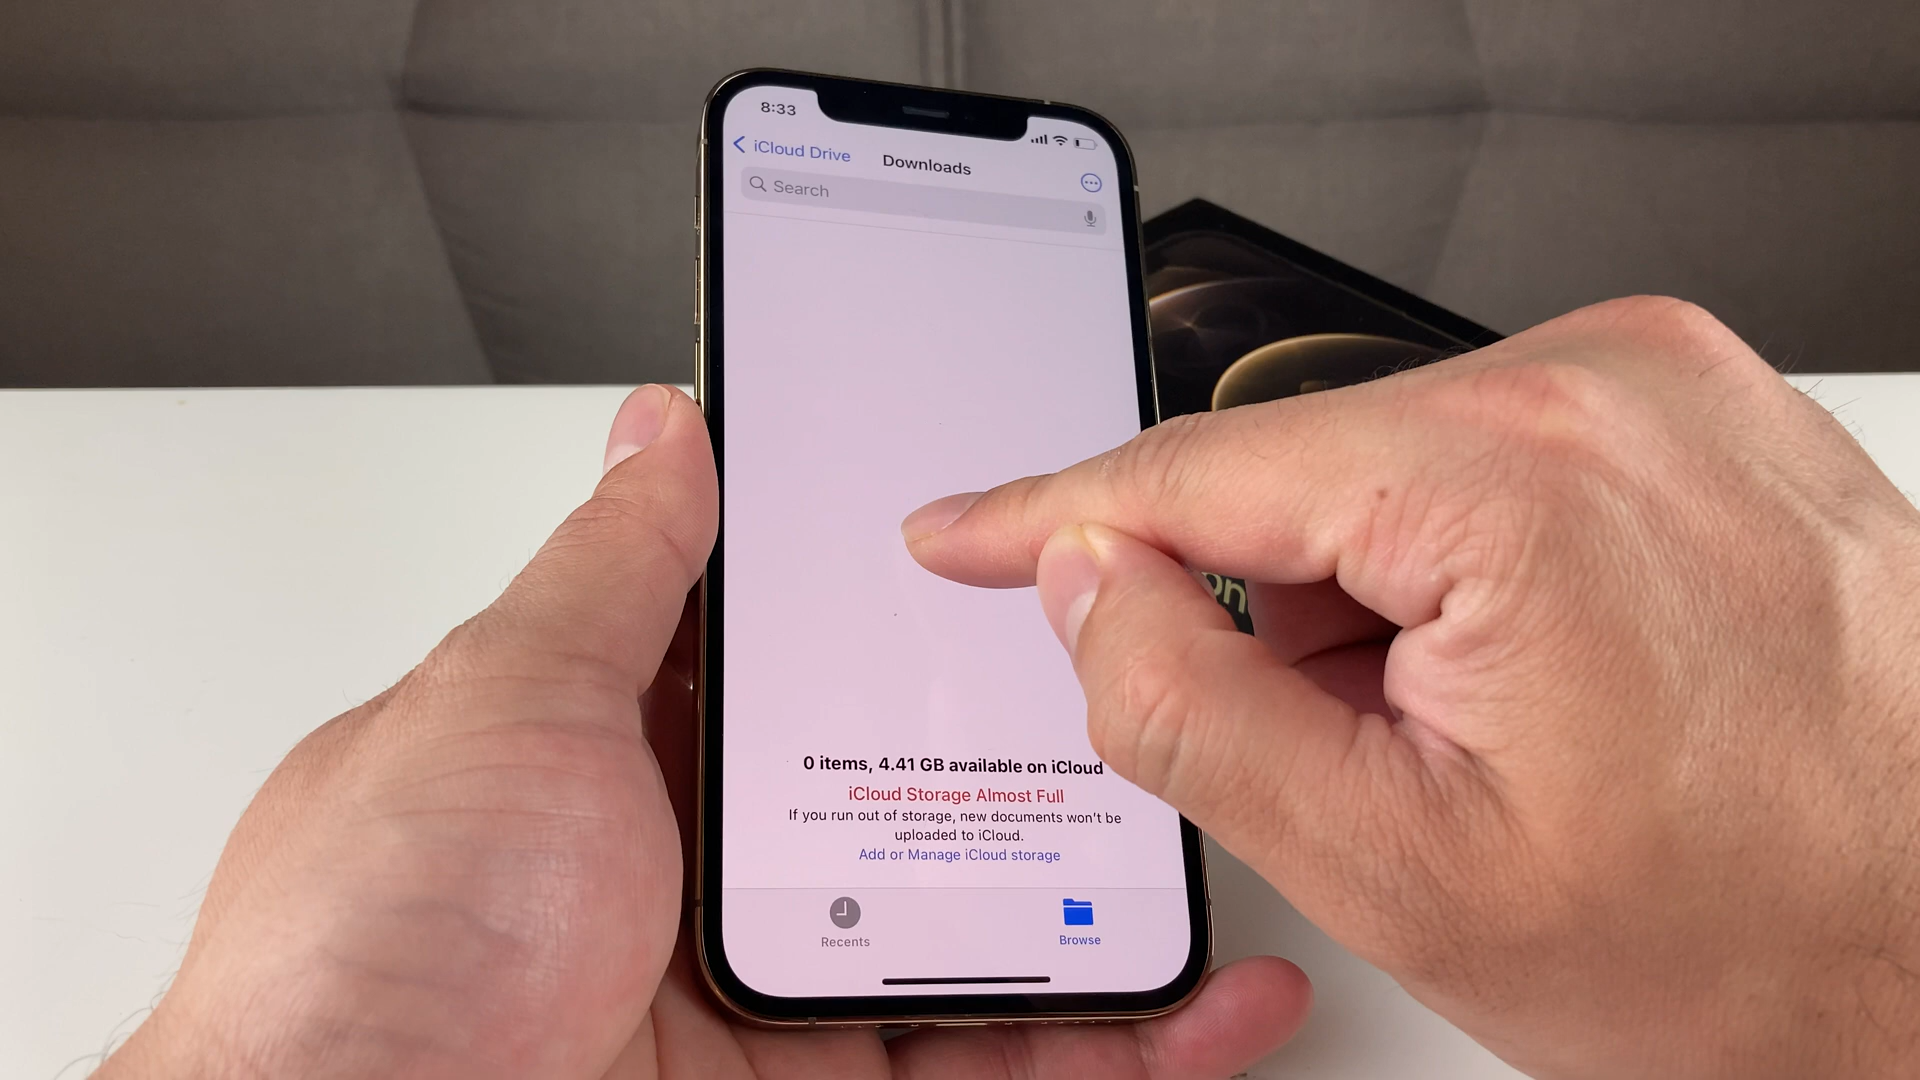 8:33
iCloud Drive
Downloads
Search
on
0 items, 4.41 GB available on iCloud
iCloud Storage Almost Full
If you run out of storage, new documents won't be
uploaded to iCloud.
Add or Manage iCloud storage
Recents
Browse